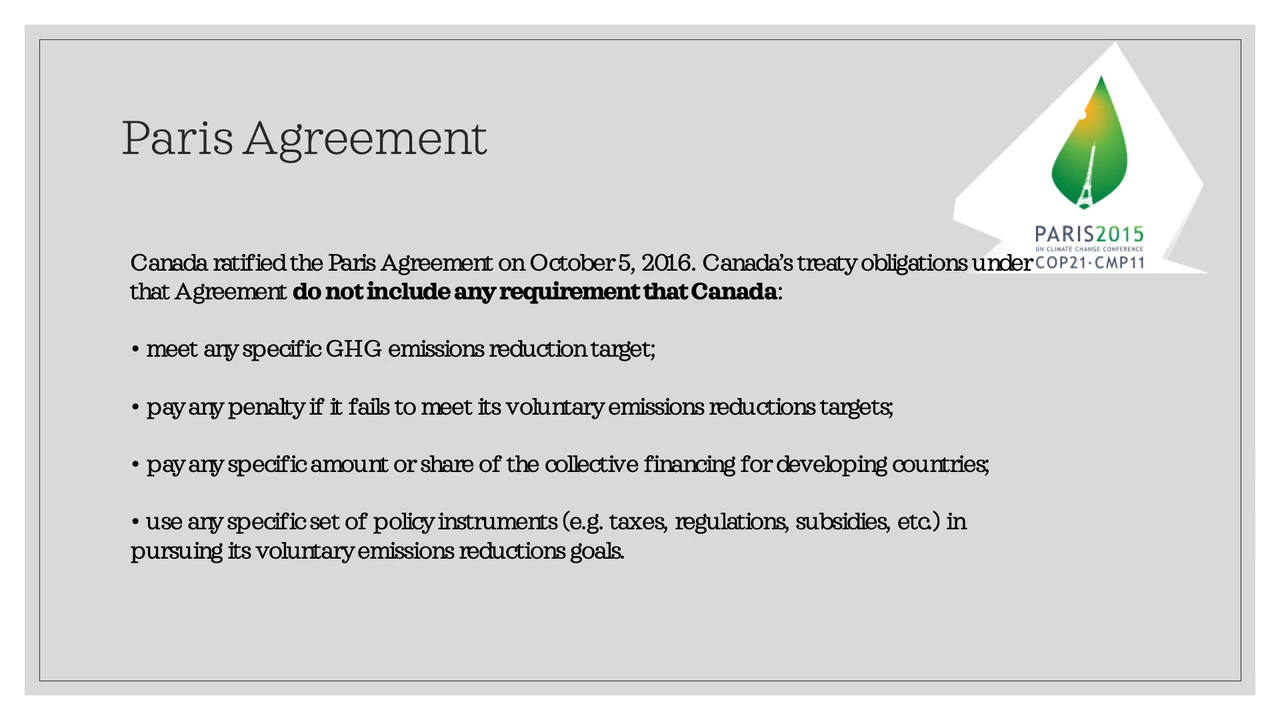 Paris Agreement
PARIS2015
UN CLIMATE CHANGE CONFERENCE
COP21·CMP11
Canada ratified the Paris Agreement on October 5, 2016. Canada's treaty obligations under
that Agreement do not include any requirement that Canada:
• meet any specific GHG emissions reduction target;
• pay any penalty if it fails to meet its voluntary emissions reductions targets;
• pay any specific amount or share of the collective financing for developing countries;
• use any specific set of policy instruments (e.g. taxes, regulations, subsidies, etc.) in
pursuing its voluntary emissions reductions goals.